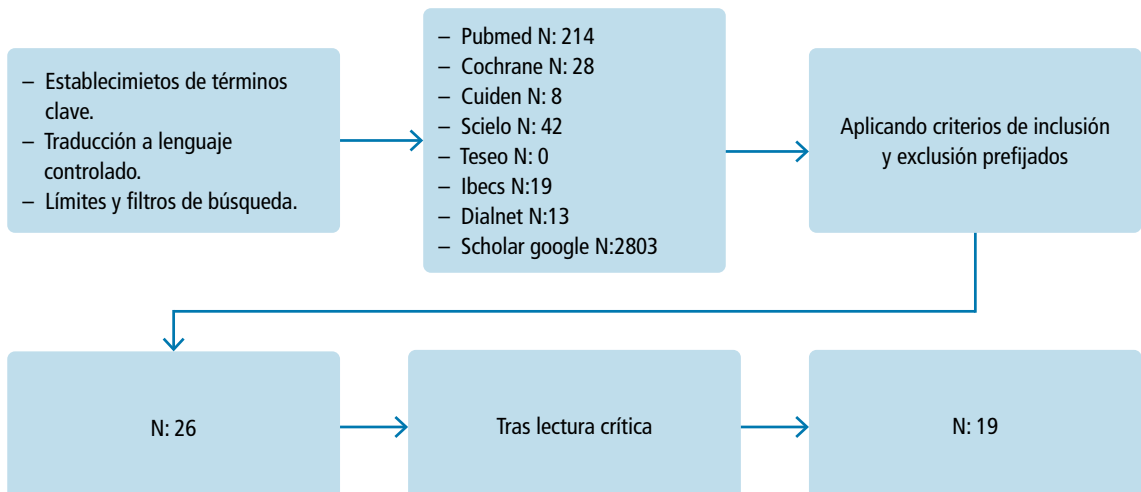 – Establecimietos de términos
clave.
– Traducción a lenguaje
controlado.
– Límites y filtros de búsqueda.
– Pubmed N: 214
– Cochrane N: 28
– Cuiden N: 8
– Scielo N: 42
– Teseo N: 0
– Ibecs N:19
– Dialnet N:13
– Scholar google N:2803
Aplicando criterios de inclusión
y exclusión prefijados
N: 26
Tras lectura crítica
N: 19